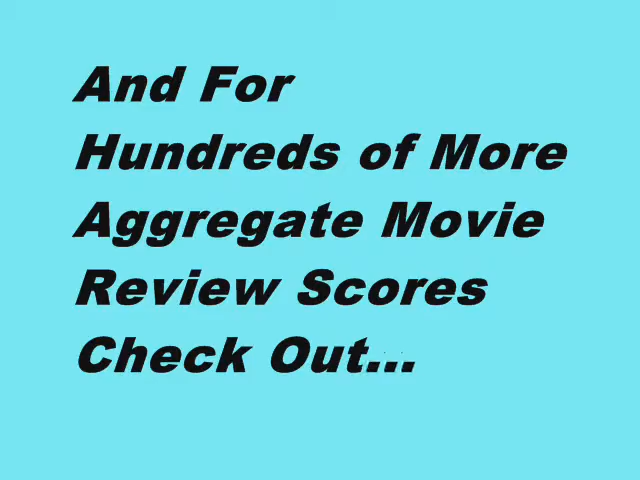 And For
Hundreds of More
Aggregate Movie
Review Scores
Check Out...